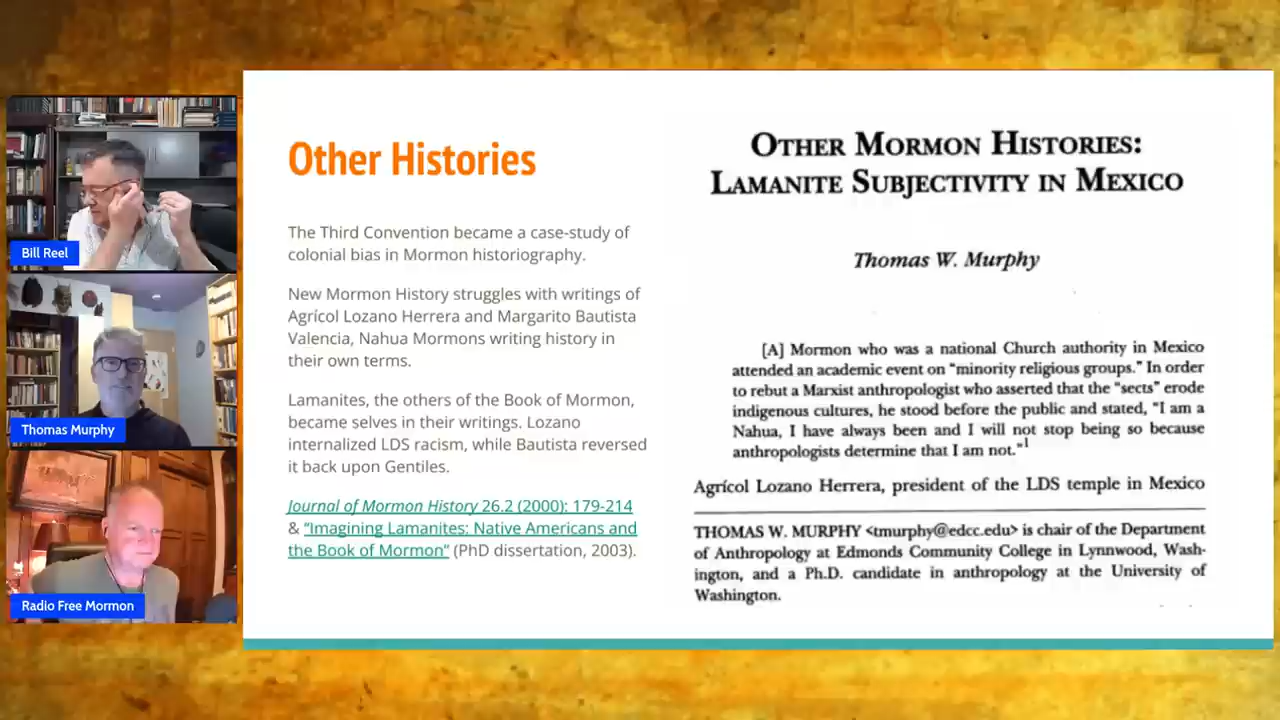 Bill Reel
Thomas Murphy
Radio Free Mormon
Other Histories
The Third Convention became a case-study of
colonial bias in Mormon historiography.
New Mormon History struggles with writings of
Agrícol Lozano Herrera and Margarito Bautista
Valencia, Nahua Mormons writing history in
their own terms.
Lamanites, the others of the Book of Mormon,
became selves in their writings. Lozano
internalized LDS racism, while Bautista reversed
it back upon Gentiles.
Journal of Mormon History 26.2 (2000): 179-214
& "Imagining Lamanites: Native Americans and
the Book of Mormon" (PhD dissertation, 2003).
OTHER MORMON HISTORIES:
LAMANITE SUBJECTIVITY IN MEXICO
Thomas W. Murphy
[A] Mormon who was a national Church authority in Mexico
attended an academic event on "minority religious groups." In order
to rebut a Marxist anthropologist who asserted that the "sects" erode
indigenous cultures, he stood before the public and stated, "I am a
Nahua, I have always been and I will not stop being so because
anthropologists determine that I am not."1
Agrícol Lozano Herrera, president of the LDS temple in Mexico
THOMAS W. MURPHY <tmurphy@edcc.edu> is chair of the Department
of Anthropology at Edmonds Community College in Lynnwood, Wash-
ington, and a Ph.D. candidate in anthropology at the University of
Washington.